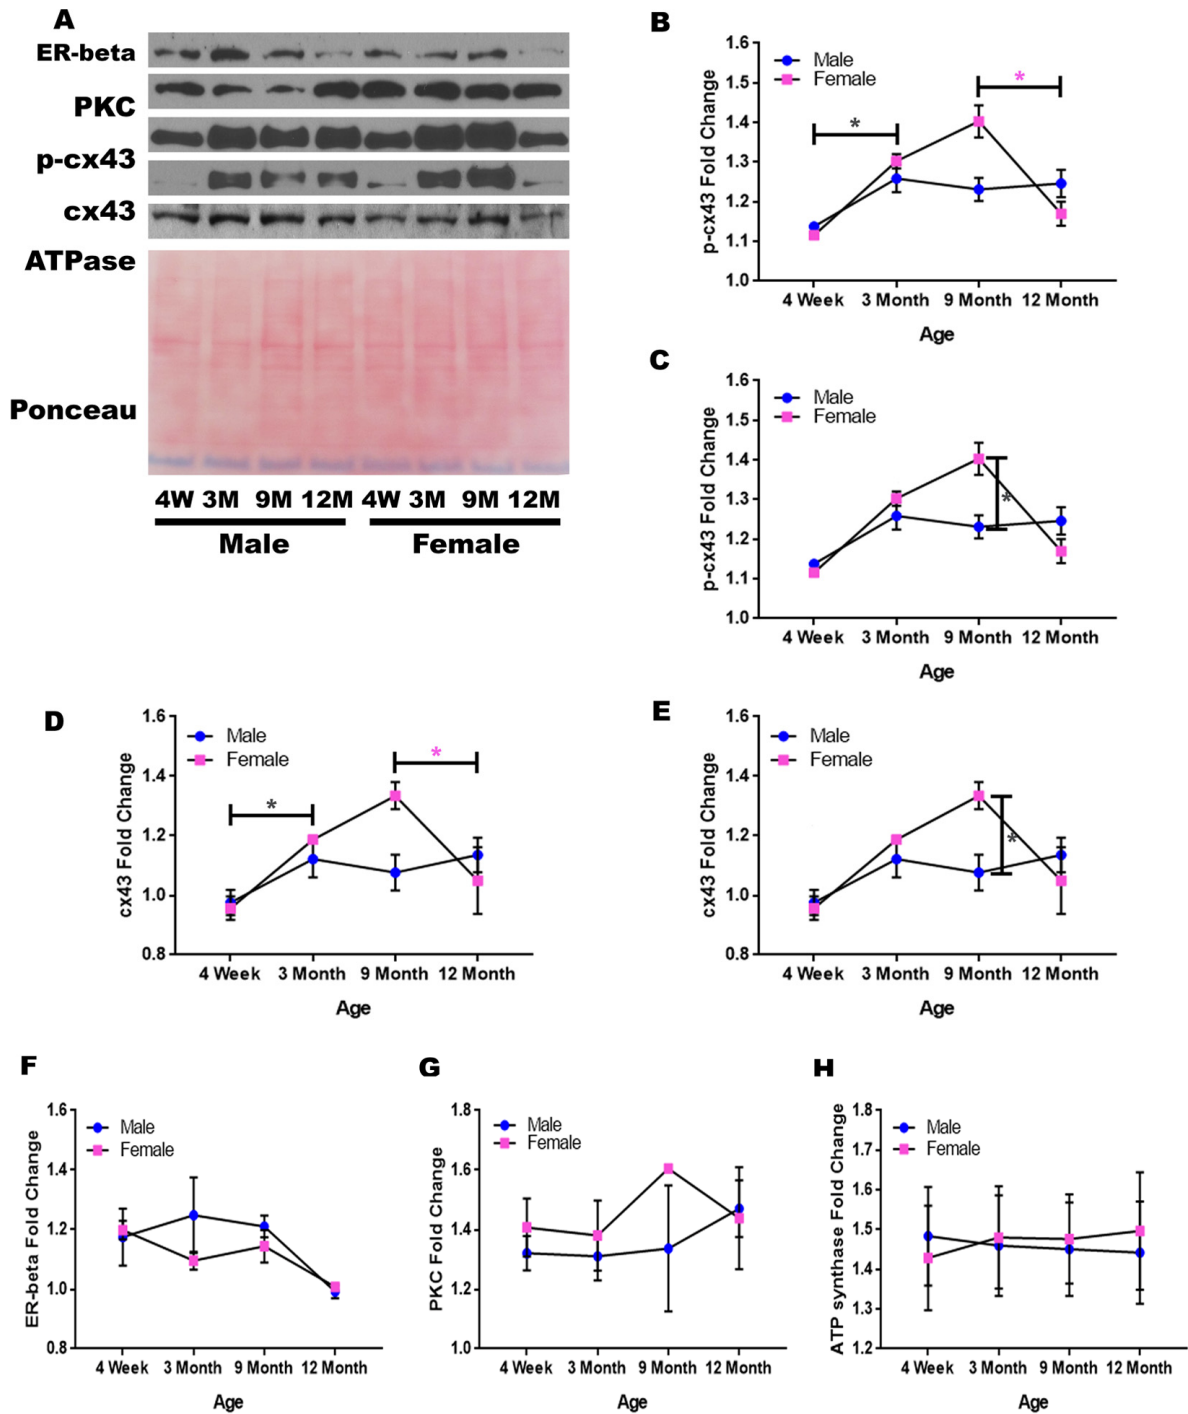 A
ER-beta
PKC
p-cx43
cx43
ATPase
Ponceau
4W 3M 9M 12M 4W 3M 9M 12M
Male Female
B
1.6
1.5
1.4
1.3
1.2
1.1
1.0
p-cx43 Fold Change
Male
Female
*
*
4 Week 3 Month 9 Month 12 Month
Age
C
1.6
1.5
1.4
1.3
1.2
1.1
1.0
p-cx43 Fold Change
Male
Female
*
4 Week 3 Month 9 Month 12 Month
Age
D
1.6
1.4
1.2
1.0
0.8
cx43 Fold Change
Male
Female
*
*
4 Week 3 Month 9 Month 12 Month
Age
E
1.6
1.4
1.2
1.0
0.8
cx43 Fold Change
Male
Female
*
4 Week 3 Month 9 Month 12 Month
Age
F
1.6
1.4
1.2
1.0
0.8
ER-beta Fold Change
Male
Female
4 Week 3 Month 9 Month 12 Month
Age
G
1.8
1.6
1.4
1.2
1.0
PKC Fold Change
Male
Female
4 Week 3 Month 9 Month 12 Month
Age
H
1.8
1.7
1.6
1.5
1.4
1.3
1.2
ATP synthase Fold Change
Male
Female
4 Week 3 Month 9 Month 12 Month
Age